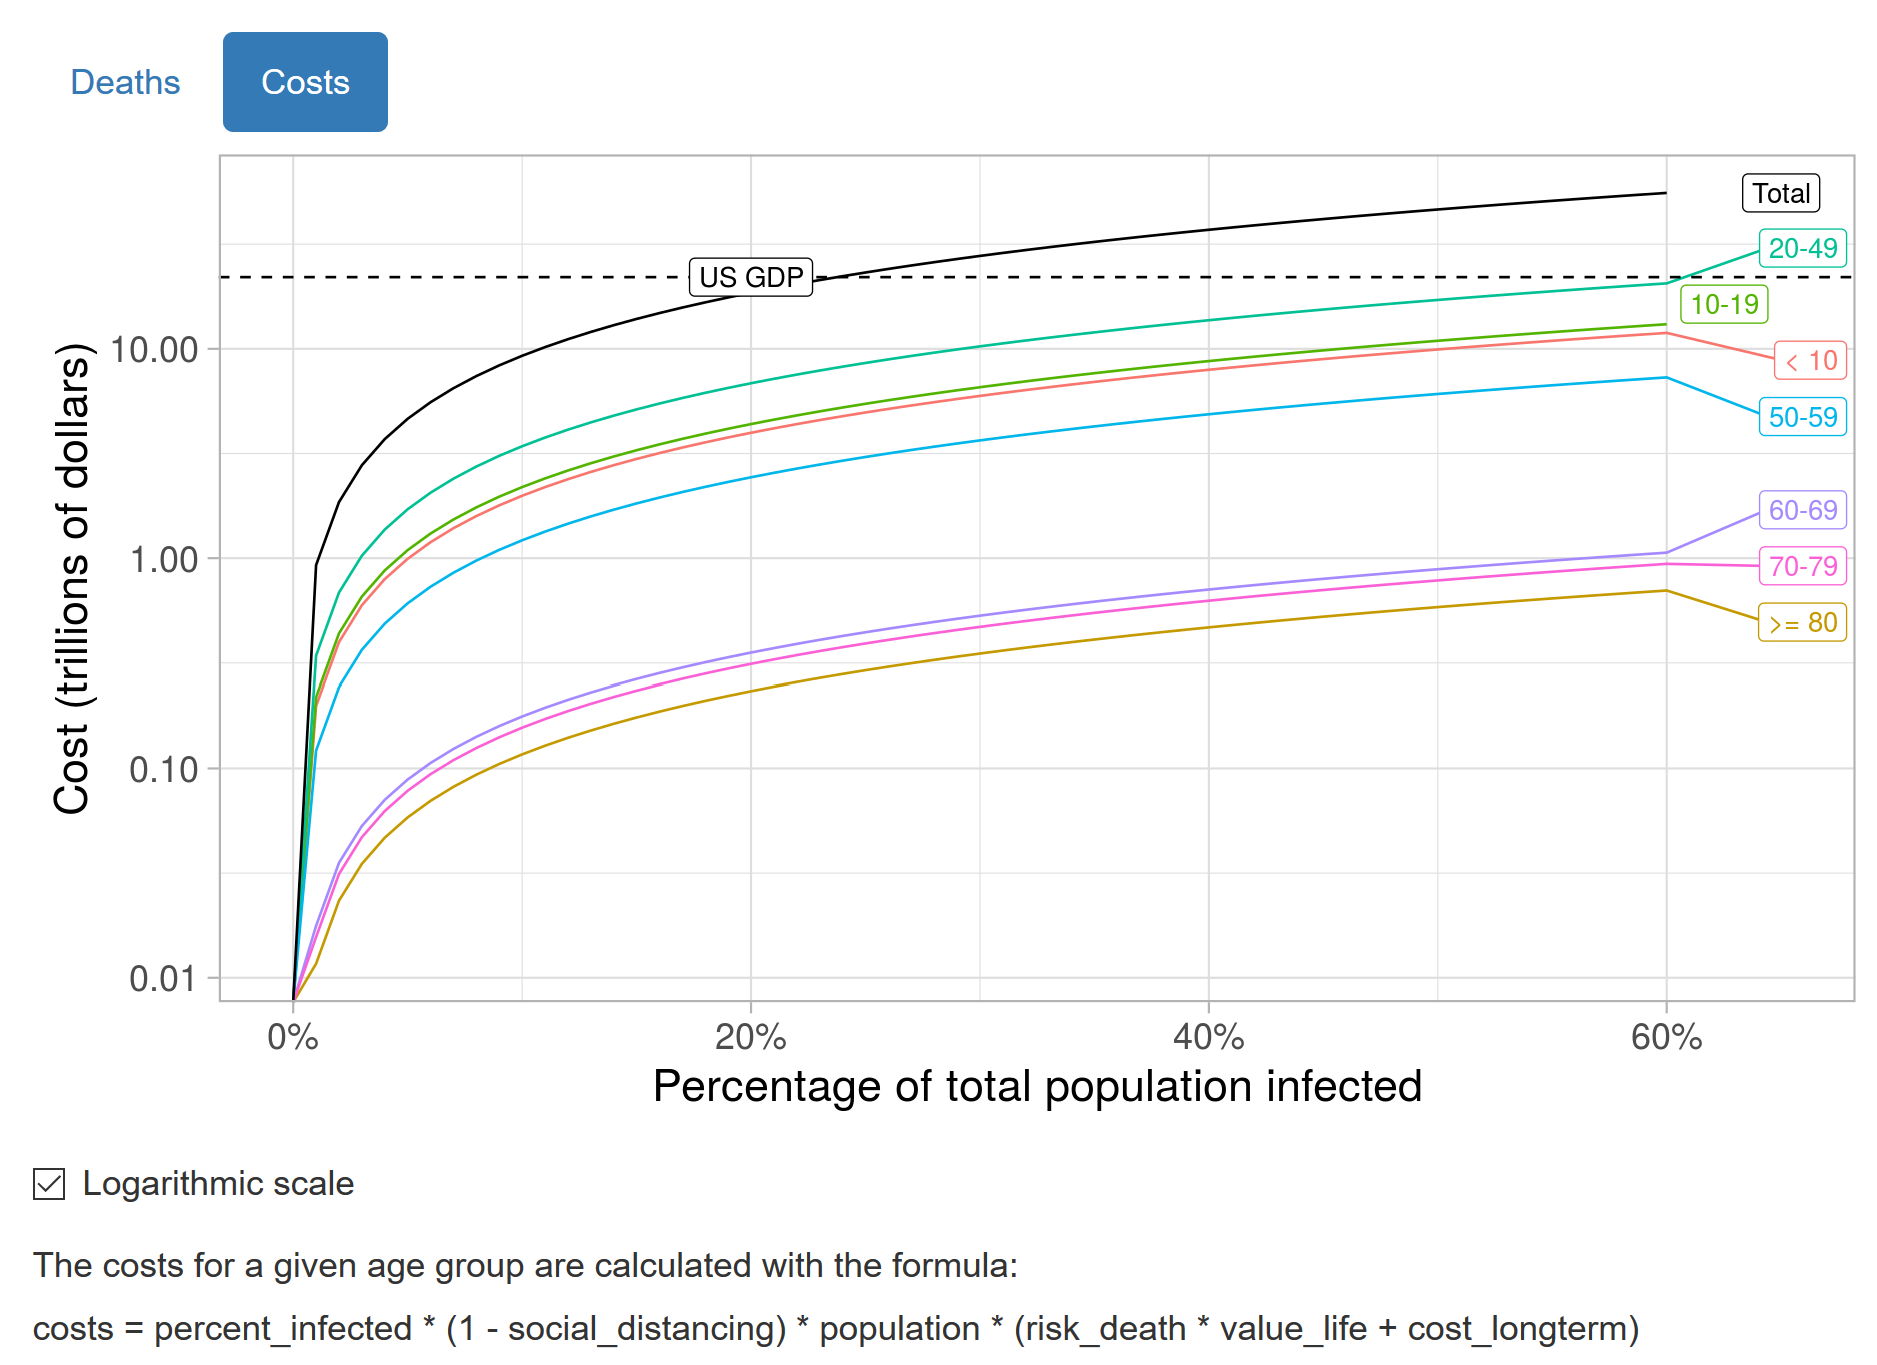 Deaths
Costs
Total
20-49
US GDP
10-19
10.00
< 10
50-59
60-69
1.00
70-79
>= 80
0.10
0.01
Cost (trillions of dollars)
0%
20%
40%
60%
Percentage of total population infected
Logarithmic scale
The costs for a given age group are calculated with the formula:
costs = percent_infected * (1 - social_distancing) * population * (risk_death * value_life + cost_longterm)